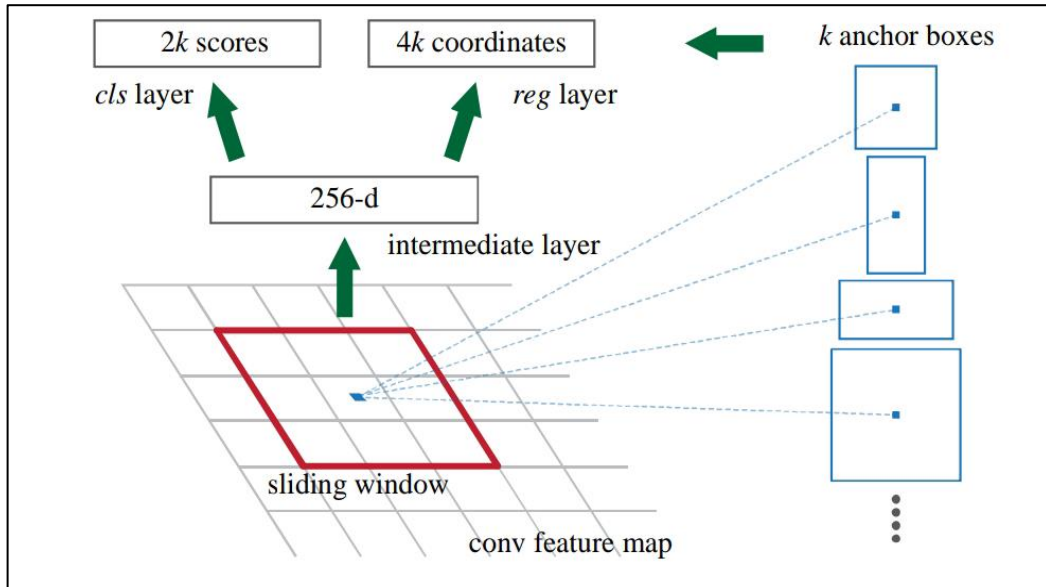 2k scores
4k coordinates
k anchor boxes
cls layer
reg layer
256-d
intermediate layer
sliding window
conv feature map